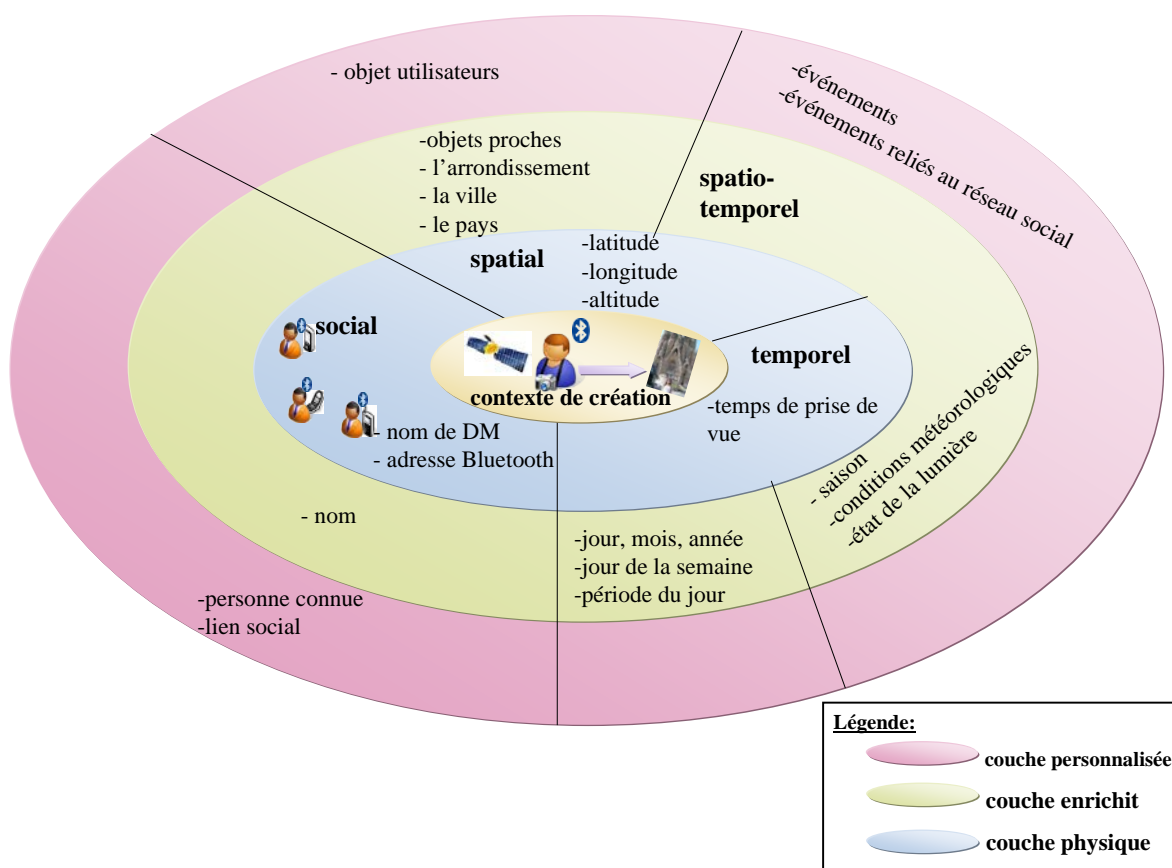 - objet utilisateurs
-événements
-événements reliés au réseau social
-objets proches
- l'arrondissement
- la ville
- le pays
spatio-
temporel
spatial
-latitude
-longitude
-altitude
social
temporel
contexte de création
-temps de prise de
vue
- nom de DM
- adresse Bluetooth
- saison
-conditions météorologiques
-état de la lumière
- nom
-jour, mois, année
-jour de la semaine
-période du jour
-personne connue
-lien social
Légende:
couche personnalisée
couche enrichit
couche physique